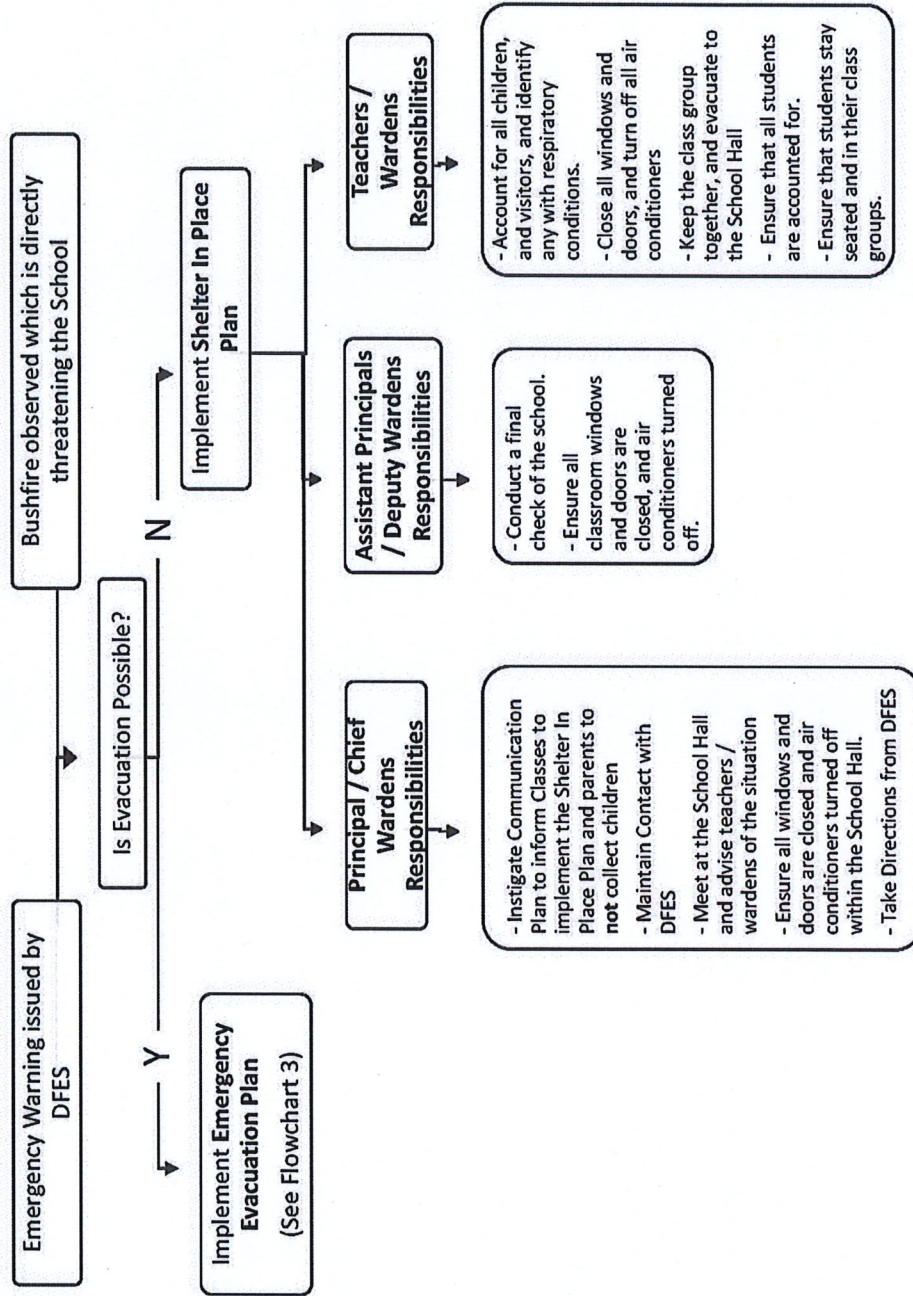 Emergency Warning issued by
DFES
Bushfire observed which is directly
threatening the School
Is Evacuation Possible?
Y
N
Implement Emergency
Evacuation Plan
(See Flowchart 3)
Implement Shelter In Place
Plan
Principal / Chief
Wardens
Responsibilities
- Instigate Communication
Plan to inform Classes to
implement the Shelter In
Place Plan and parents to
not collect children
- Maintain Contact with
DFES
- Meet at the School Hall
and advise teachers /
wardens of the situation
- Ensure all windows and
doors are closed and air
conditioners turned off
within the School Hall.
- Take Directions from DFES
Assistant Principals
/ Deputy Wardens
Responsibilities
- Conduct a final
check of the school.
- Ensure all
classroom windows
and doors are
closed, and air
conditioners turned
off.
Teachers /
Wardens
Responsibilities
- Account for all children,
and visitors, and identify
any with respiratory
conditions.
- Close all windows and
doors, and turn off all air
conditioners
- Keep the class group
together, and evacuate to
the School Hall
- Ensure that all students
are accounted for.
- Ensure that students stay
seated and in their class
groups.